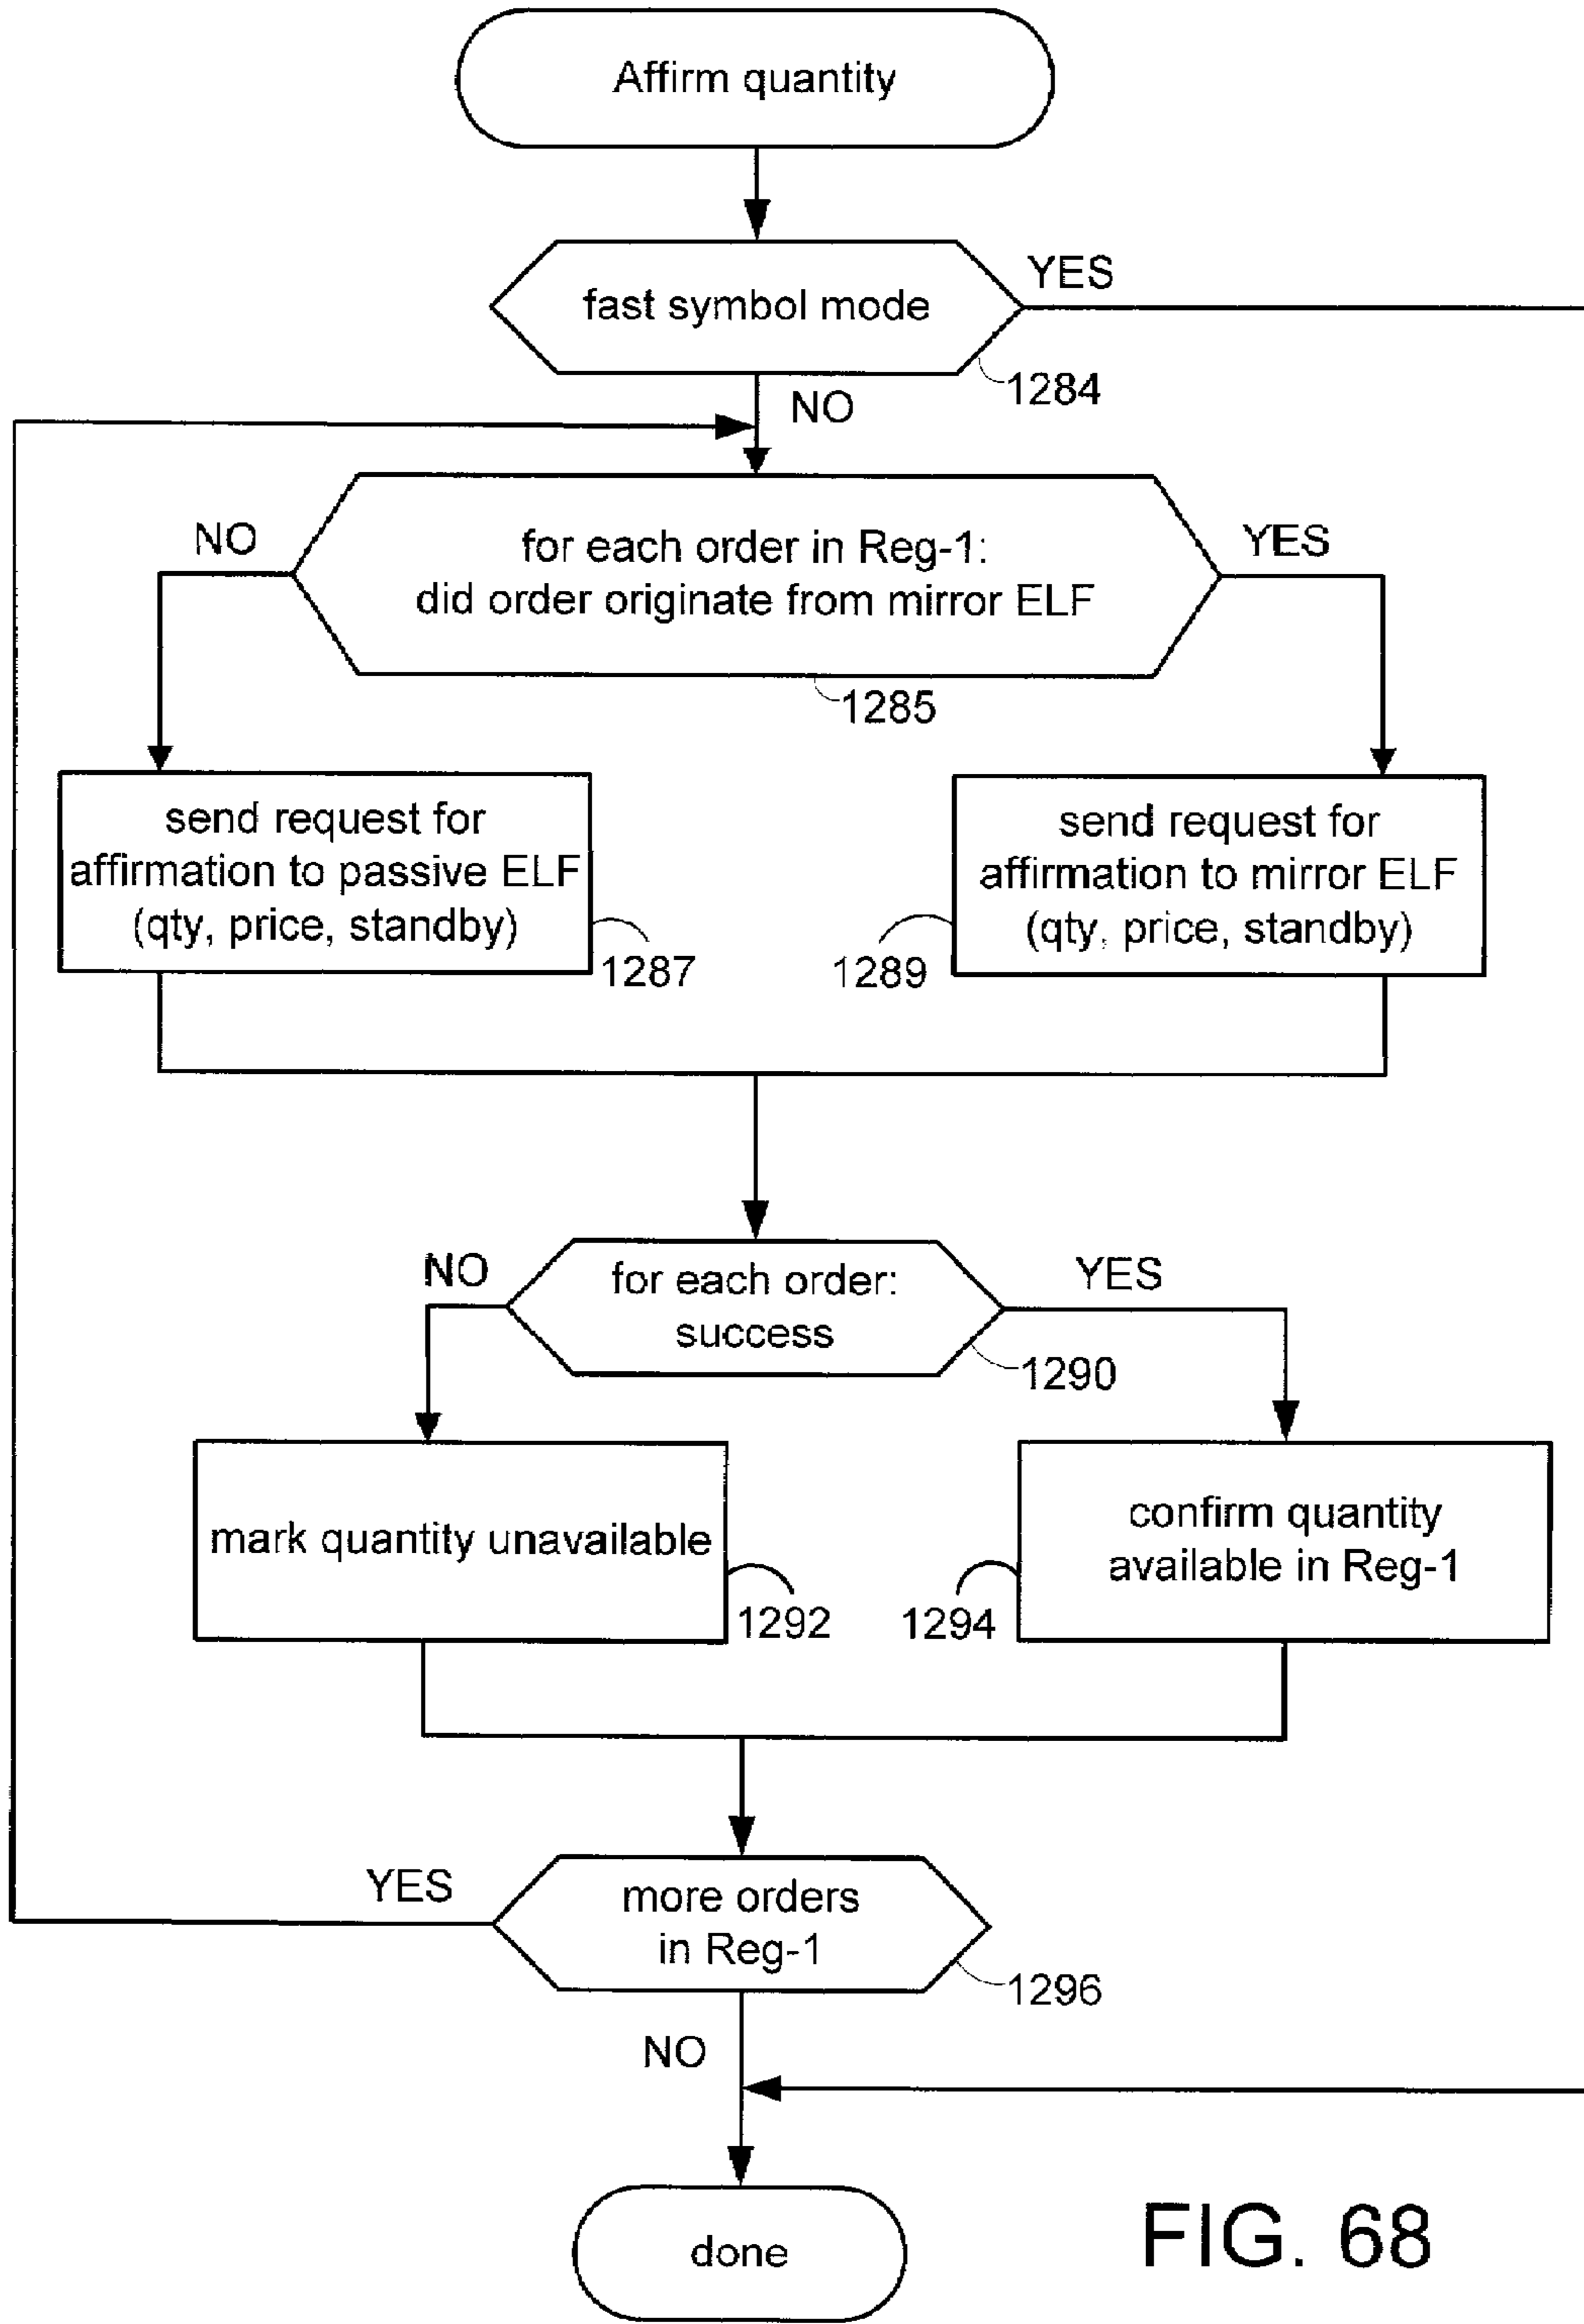 Affirm quantity
fast symbol mode
YES
1284
NO
NO
for each order in Reg-1:
did order originate from mirror ELF
YES
1285
send request for
affirmation to passive ELF
(qty, price, standby)
1287
send request for
affirmation to mirror ELF
(qty, price, standby)
1289
NO
for each order:
success
YES
1290
mark quantity unavailable
1292
confirm quantity
available in Reg-1
1294
YES
more orders
in Reg-1
1296
NO
done
FIG. 68